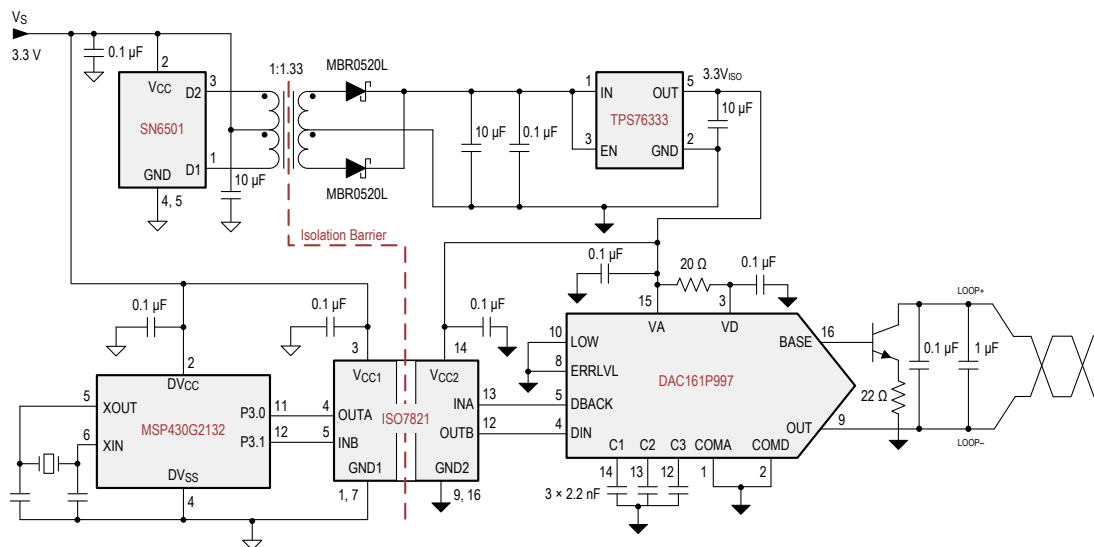 VS
3.3 V
0.1 µF
2
VCC
D2
3
SN6501
D1
1
GND
4, 5
10 µF
1:1.33
MBR0520L
MBR0520L
10 µF
0.1 µF
1
IN
OUT
5
TPS76333
3
EN
GND
2
3.3VISO
10 µF
Isolation Barrier
0.1 µF
2
DVCC
5
XOUT
6
XIN
MSP430G2132
P3.0
11
P3.1
12
DVSS
4
0.1 µF
3
VCC1
4
OUTA
5
INB
GND1
1, 7
ISO7821
0.1 µF
14
VCC2
INA
13
OUTB
12
GND2
9, 16
0.1 µF
20 Ω
0.1 µF
15
VA
3
VD
10
LOW
8
ERRLVL
5
DBACK
4
DIN
DAC161P997
BASE
16
OUT
9
C1
C2
C3
COMA
COMD
14
13
12
1
2
3 × 2.2 nF
22 Ω
0.1 µF
1 µF
LOOP+
LOOP–